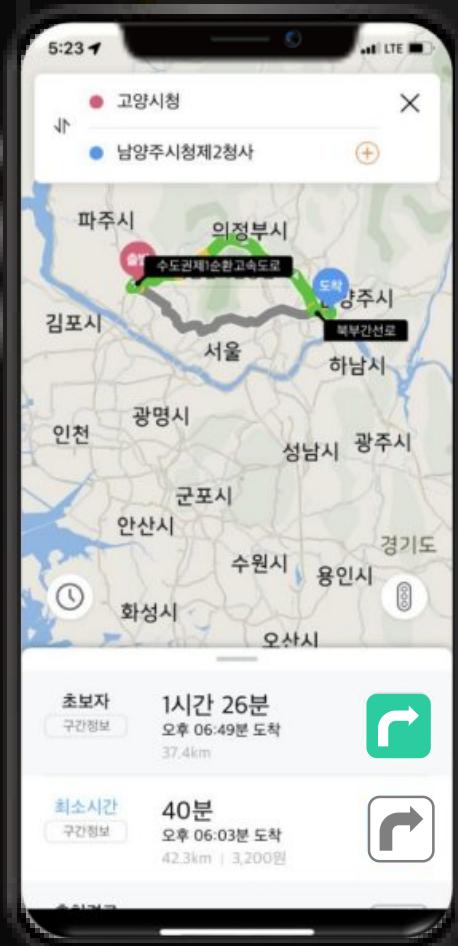 5:23
LTE
고양시청
남양주시청제2청사
파주시
의정부시
수도권제1순환고속도로
도착
양주시
김포시
북부간선로
서울
하남시
광명시
인천
성남시
광주시
군포시
안산시
경기도
수원시
용인시
화성시
오산시
초보자
1시간 26분
구간정보
오후 06:49분 도착
37.4km
최소시간
40분
구간정보
오후 06:03분 도착
42.3km | 3,200원